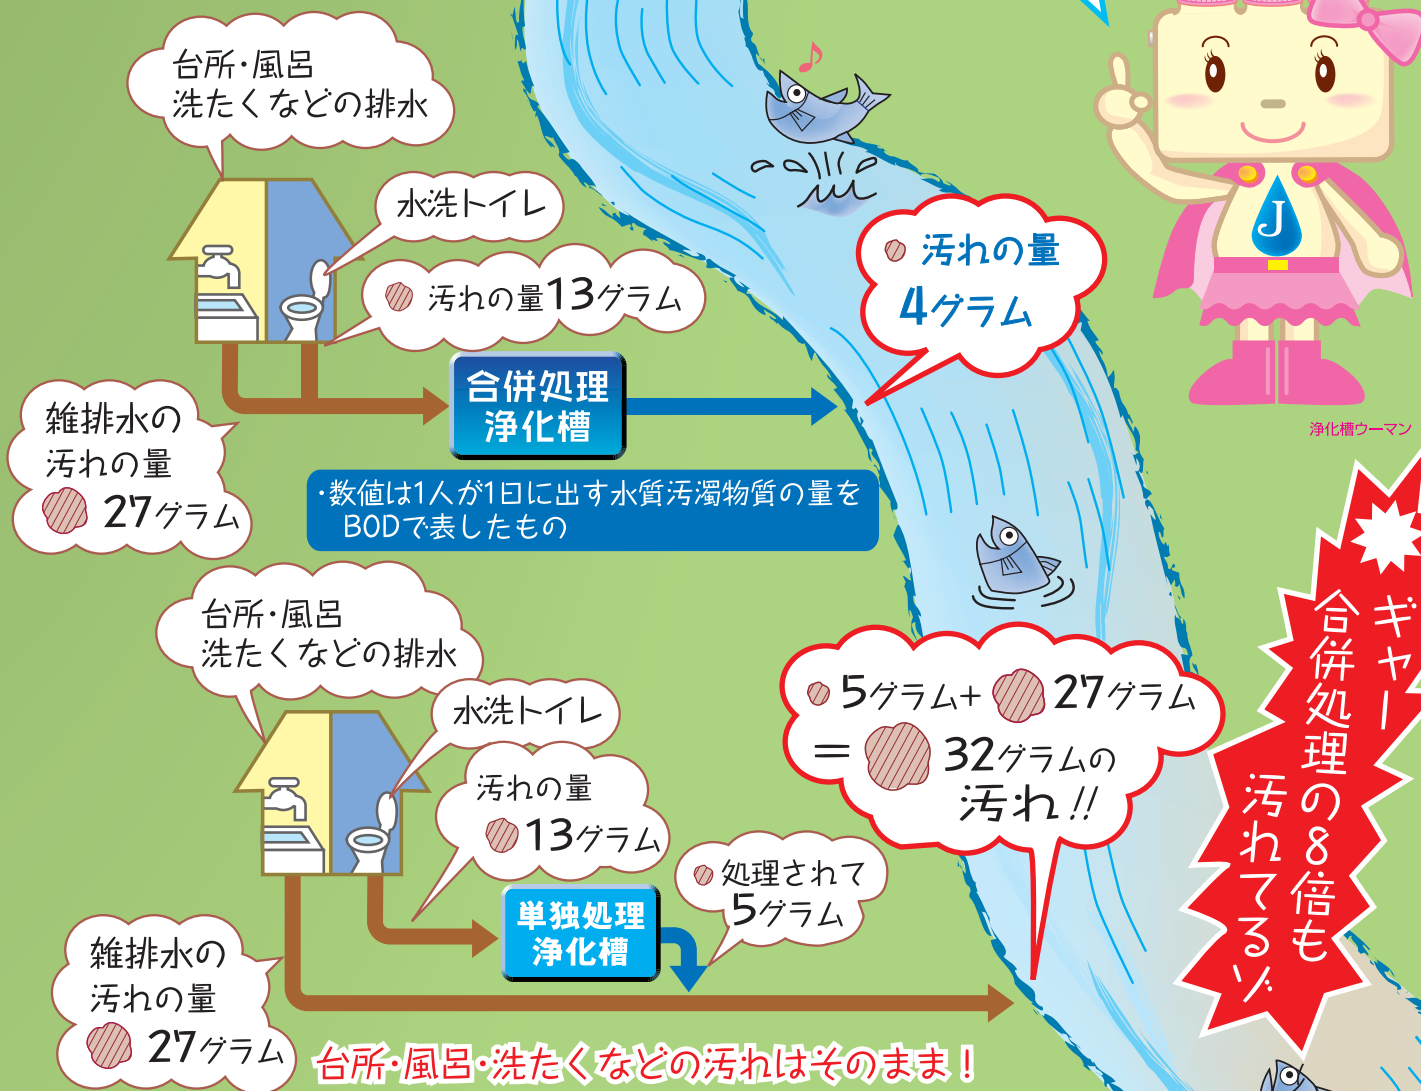 台所・風呂
洗たくなどの排水
水洗トイレ
汚れの量13グラム
合併処理
浄化槽
雑排水の
汚れの量
27グラム
汚れの量
4グラム
J
浄化槽ウーマン
・数値は1人が1日に出す水質汚濁物質の量を
BODで表したもの
台所・風呂
洗たくなどの排水
水洗トイレ
汚れの量
13グラム
単独処理
浄化槽
処理されて
5グラム
雑排水の
汚れの量
27グラム
5グラム+ 27グラム
= 32グラムの
汚れ!!
ギャー
合併処理の8倍も
汚れてるゾ
台所・風呂・洗たくなどの汚れはそのまま!